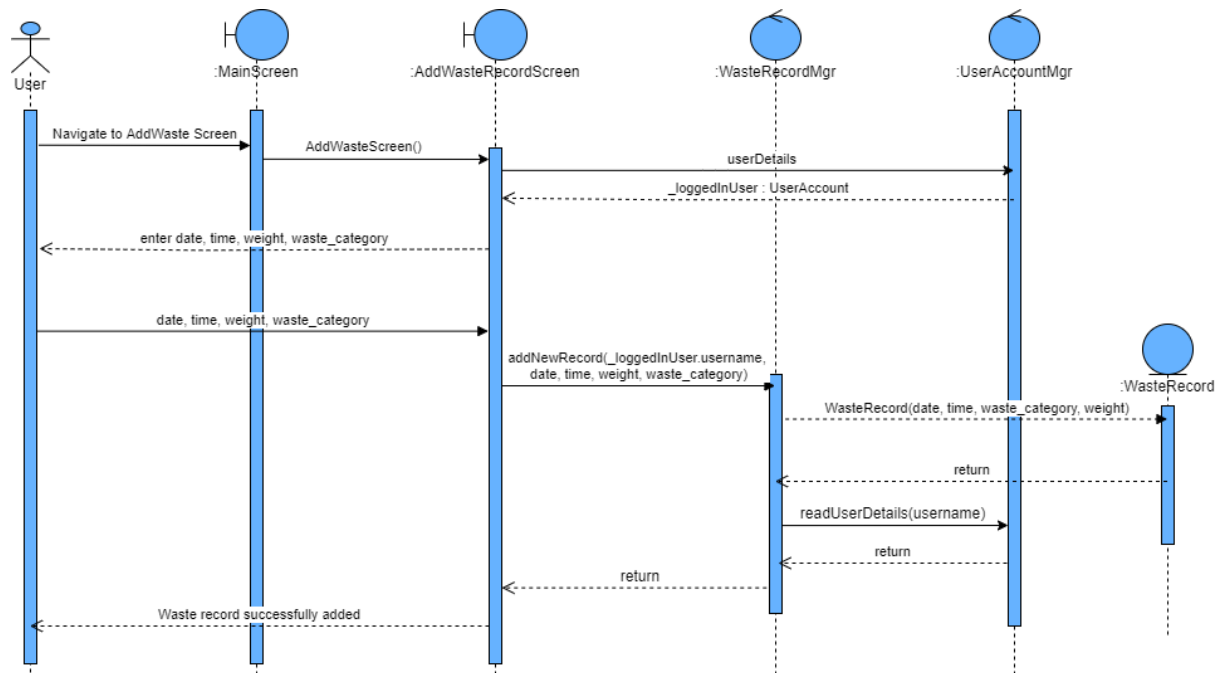 User
:MainScreen
:AddWasteRecordScreen
:WasteRecordMgr
:UserAccountMgr
Navigate to AddWaste Screen
AddWasteScreen()
userDetails
_loggedInUser : UserAccount
enter date, time, weight, waste_category
date, time, weight, waste_category
addNewRecord(_loggedInUser.username,
date, time, weight, waste_category)
:WasteRecord
WasteRecord(date, time, waste_category, weight)
return
readUserDetails(username)
return
return
Waste record successfully added